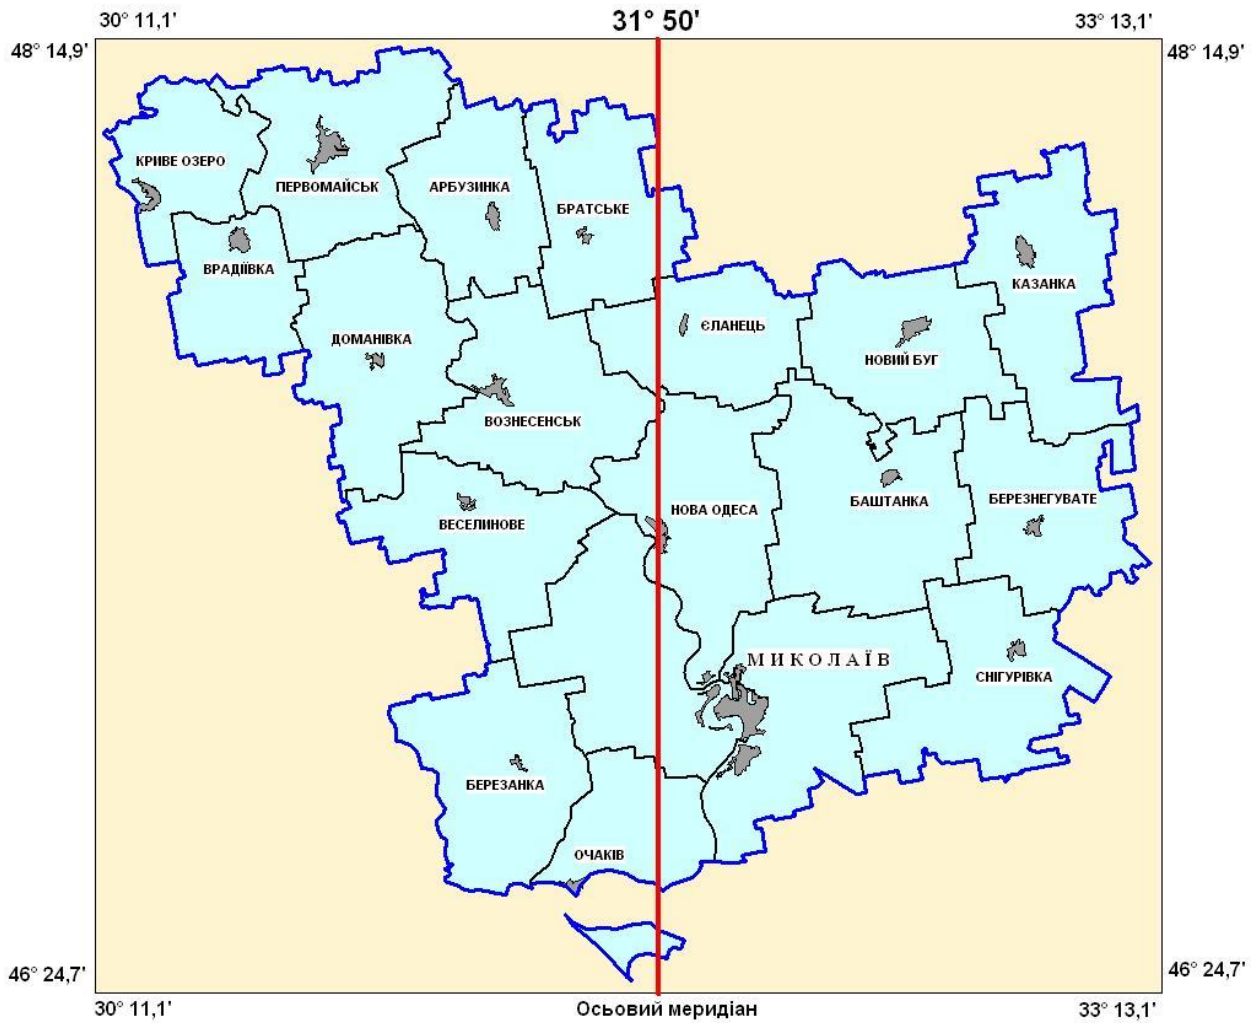 30° 11,1'
31° 50'
33° 13,1'
48° 14,9'
48° 14,9'
КРИВЕ ОЗЕРО
ПЕРВОМАЙСЬК
АРБУЗИНКА
БРАТСЬКЕ
ВРАДІЇВКА
КАЗАНКА
ЄЛАНЕЦЬ
ДОМАНІВКА
НОВИЙ БУГ
ВОЗНЕСЕНСЬК
БЕРЕЗНЕГУВАТЕ
БАШТАНКА
НОВА ОДЕСА
ВЕСЕЛИНОВЕ
МИКОЛАЇВ
СНІГУРІВКА
БЕРЕЗАНКА
ОЧАКІВ
46° 24,7'
46° 24,7'
30° 11,1'
Осьовий меридіан
33° 13,1'